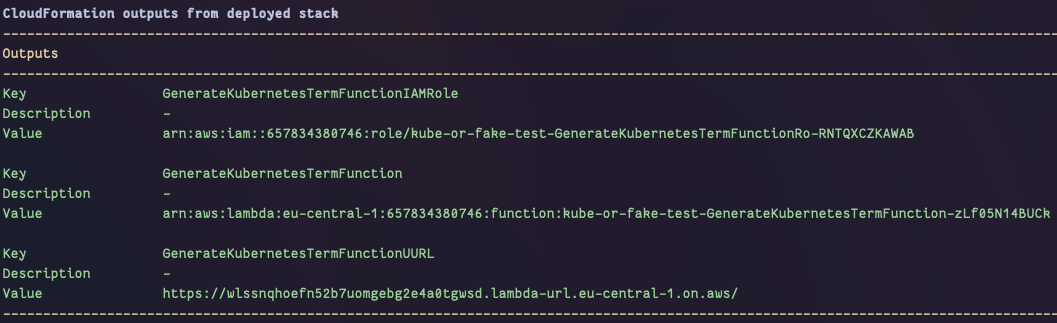 CloudFormation outputs from deployed stack
------------------------------------------------------------------------------------------------------------------------------------
Outputs
------------------------------------------------------------------------------------------------------------------------------------
Key                 GenerateKubernetesTermFunctionIAMRole
Description         -
Value               arn:aws:iam::657834380746:role/kube-or-fake-test-GenerateKubernetesTermFunctionRo-RNTQXCZKAWAB
Key                 GenerateKubernetesTermFunction
Description         -
Value               arn:aws:lambda:eu-central-1:657834380746:function:kube-or-fake-test-GenerateKubernetesTermFunction-zLf05N14BUCk
Key                 GenerateKubernetesTermFunctionUURL
Description         -
Value               https://wlssnqhoefn52b7uomgebg2e4a0tgwsd.lambda-url.eu-central-1.on.aws/
------------------------------------------------------------------------------------------------------------------------------------